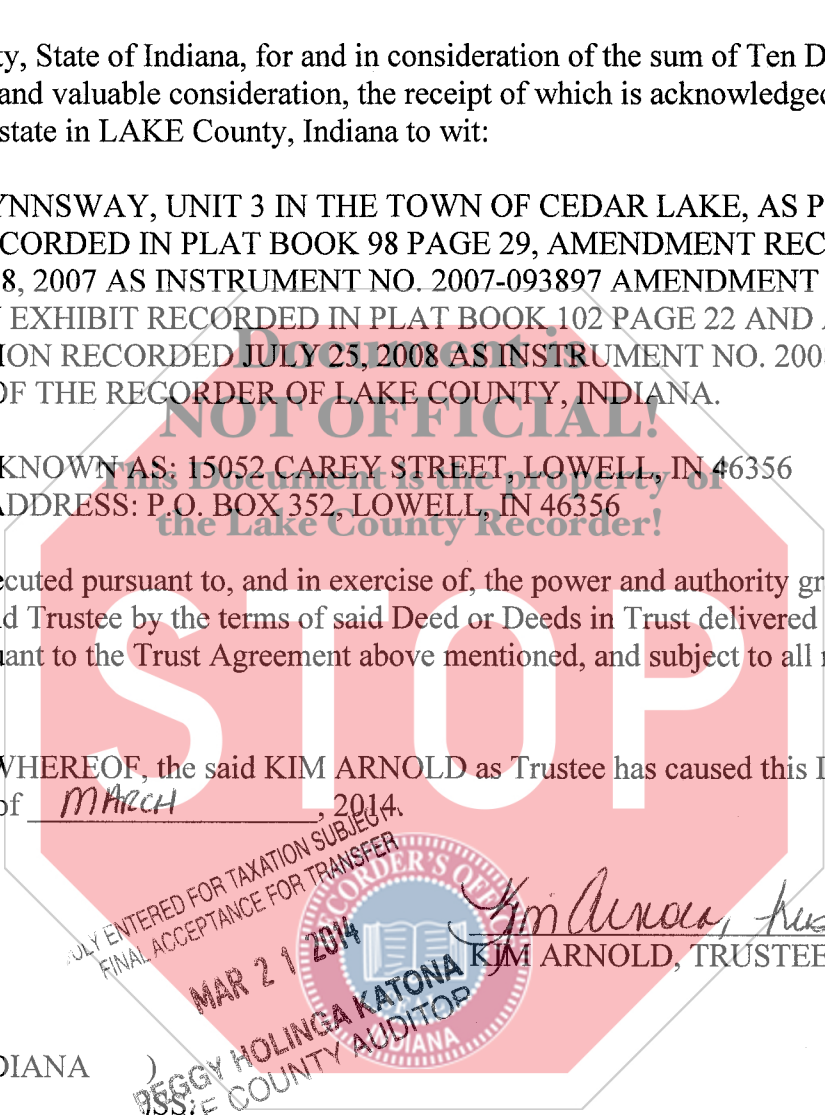 ty, State of Indiana, for and in consideration of the sum of Ten D
and valuable consideration, the receipt of which is acknowledged
state in LAKE County, Indiana to wit:
YNNSWAY, UNIT 3 IN THE TOWN OF CEDAR LAKE, AS P
CORDED IN PLAT BOOK 98 PAGE 29, AMENDMENT REC
8, 2007 AS INSTRUMENT NO. 2007-093897 AMENDMENT
EXHIBIT RECORDED IN PLAT BOOK 102 PAGE 22 AND
ION RECORDED JULY 25, 2008 AS INSTRUMENT NO. 200
OF THE RECORDER OF LAKE COUNTY, INDIANA.
Document is
NOT OFFICIAL!
This Document is the property of
the Lake County Recorder!
KNOWN AS: 15052 CAREY STREET, LOWELL, IN 46356
ADDRESS: P.O. BOX 352, LOWELL, IN 46356
ecuted pursuant to, and in exercise of, the power and authority gr
d Trustee by the terms of said Deed or Deeds in Trust delivered
uant to the Trust Agreement above mentioned, and subject to all
STOP
WHEREOF, the said KIM ARNOLD as Trustee has caused this
of MARCH, 2014.
ULY ENTERED FOR TAXATION SUBJECT
FINAL ACCEPTANCE FOR TRANSFER
MAR 21 2014
PEGGY HOLINGA KATONA
E COUNTY AUDITOR
CORDER'S OF
INDIANA
Kim Arnold, trus
KIM ARNOLD, TRUSTEE
DIANA )
)SS: